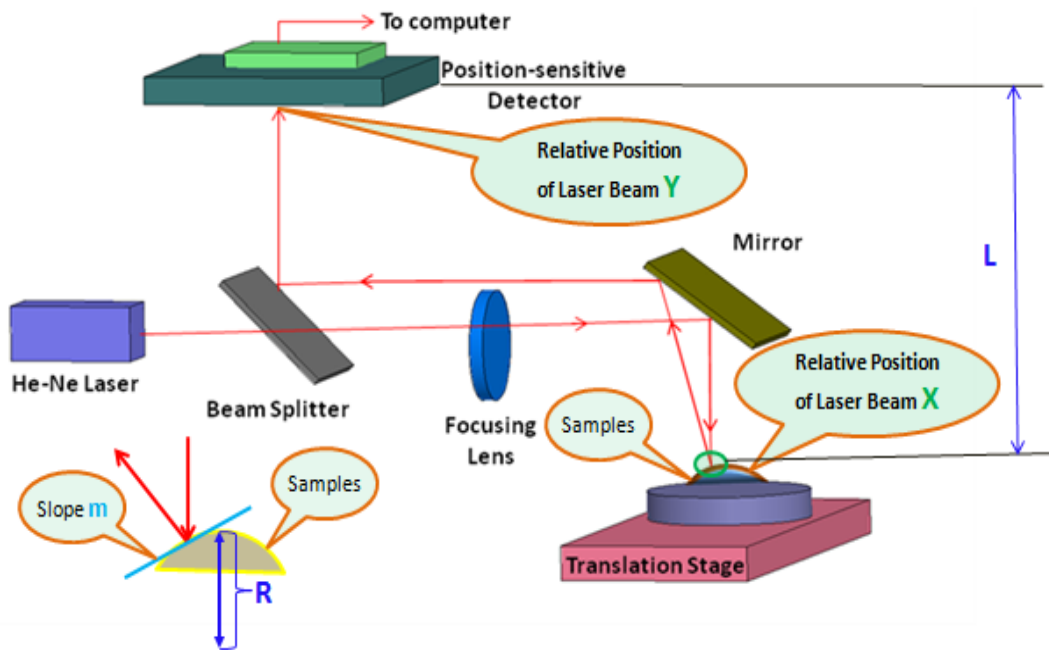 To computer
Position-sensitive
Detector
Relative Position
of Laser Beam Y
Mirror
L
He-Ne Laser
Beam Splitter
Focusing
Lens
Samples
Relative Position
of Laser Beam X
Slope m
Samples
R
Translation Stage